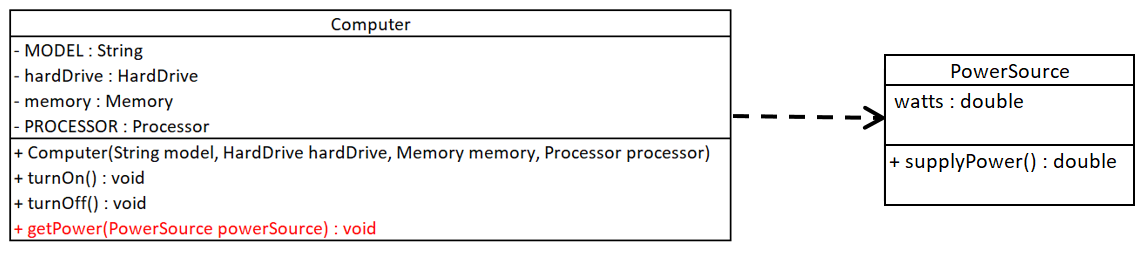 Computer
- MODEL : String
- hardDrive : HardDrive
- memory : Memory
- PROCESSOR : Processor
+ Computer(String model, HardDrive hardDrive, Memory memory, Processor processor)
+ turnOn() : void
+ turnOff() : void
+ getPower(PowerSource powerSource) : void
PowerSource
watts : double
+ supplyPower() : double